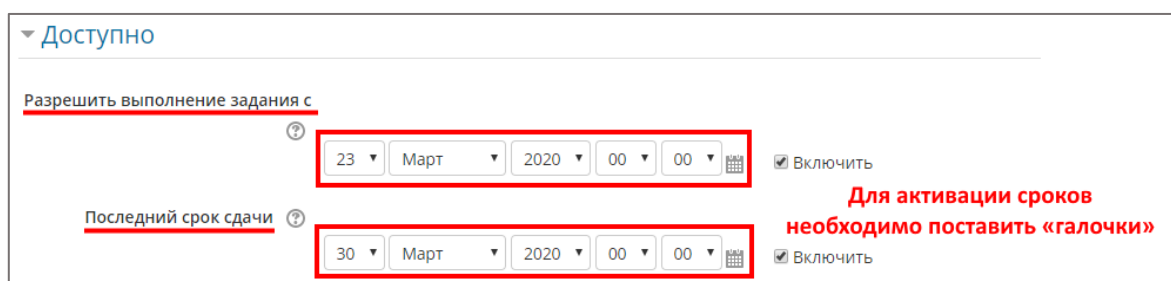 Доступно
Разрешить выполнение задания с
23 Март 2020 00 00 Включить
Для активации сроков
необходимо поставить «галочки»
Последний срок сдачи
30 Март 2020 00 00 Включить